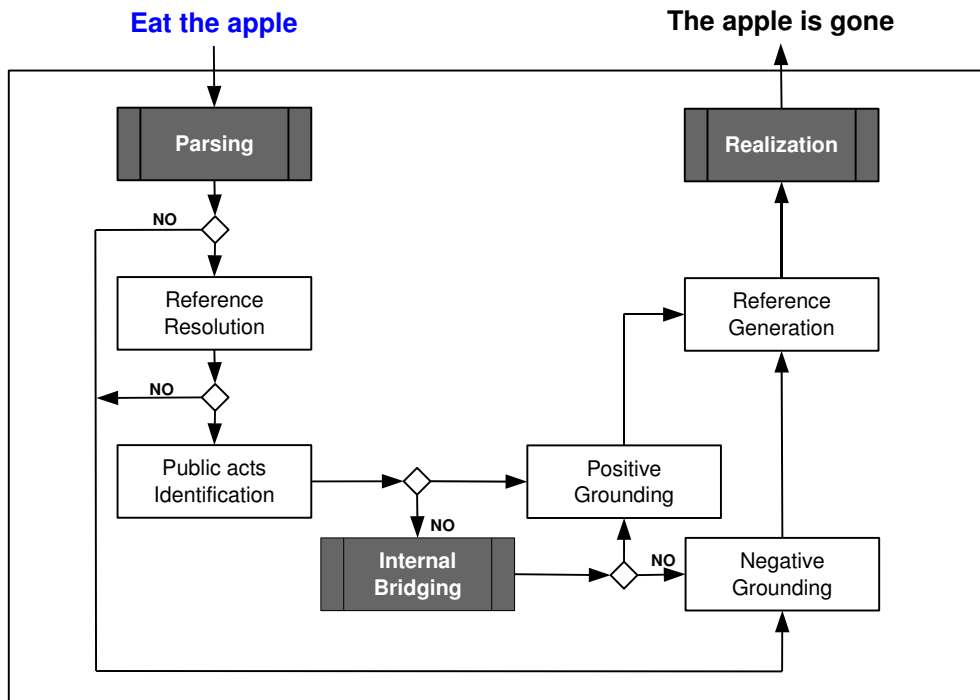 Eat the apple
The apple is gone
Parsing
Realization
NO
Reference
Resolution
Reference
Generation
NO
Public acts
Identification
Positive
Grounding
NO
Internal
Bridging
NO
Negative
Grounding